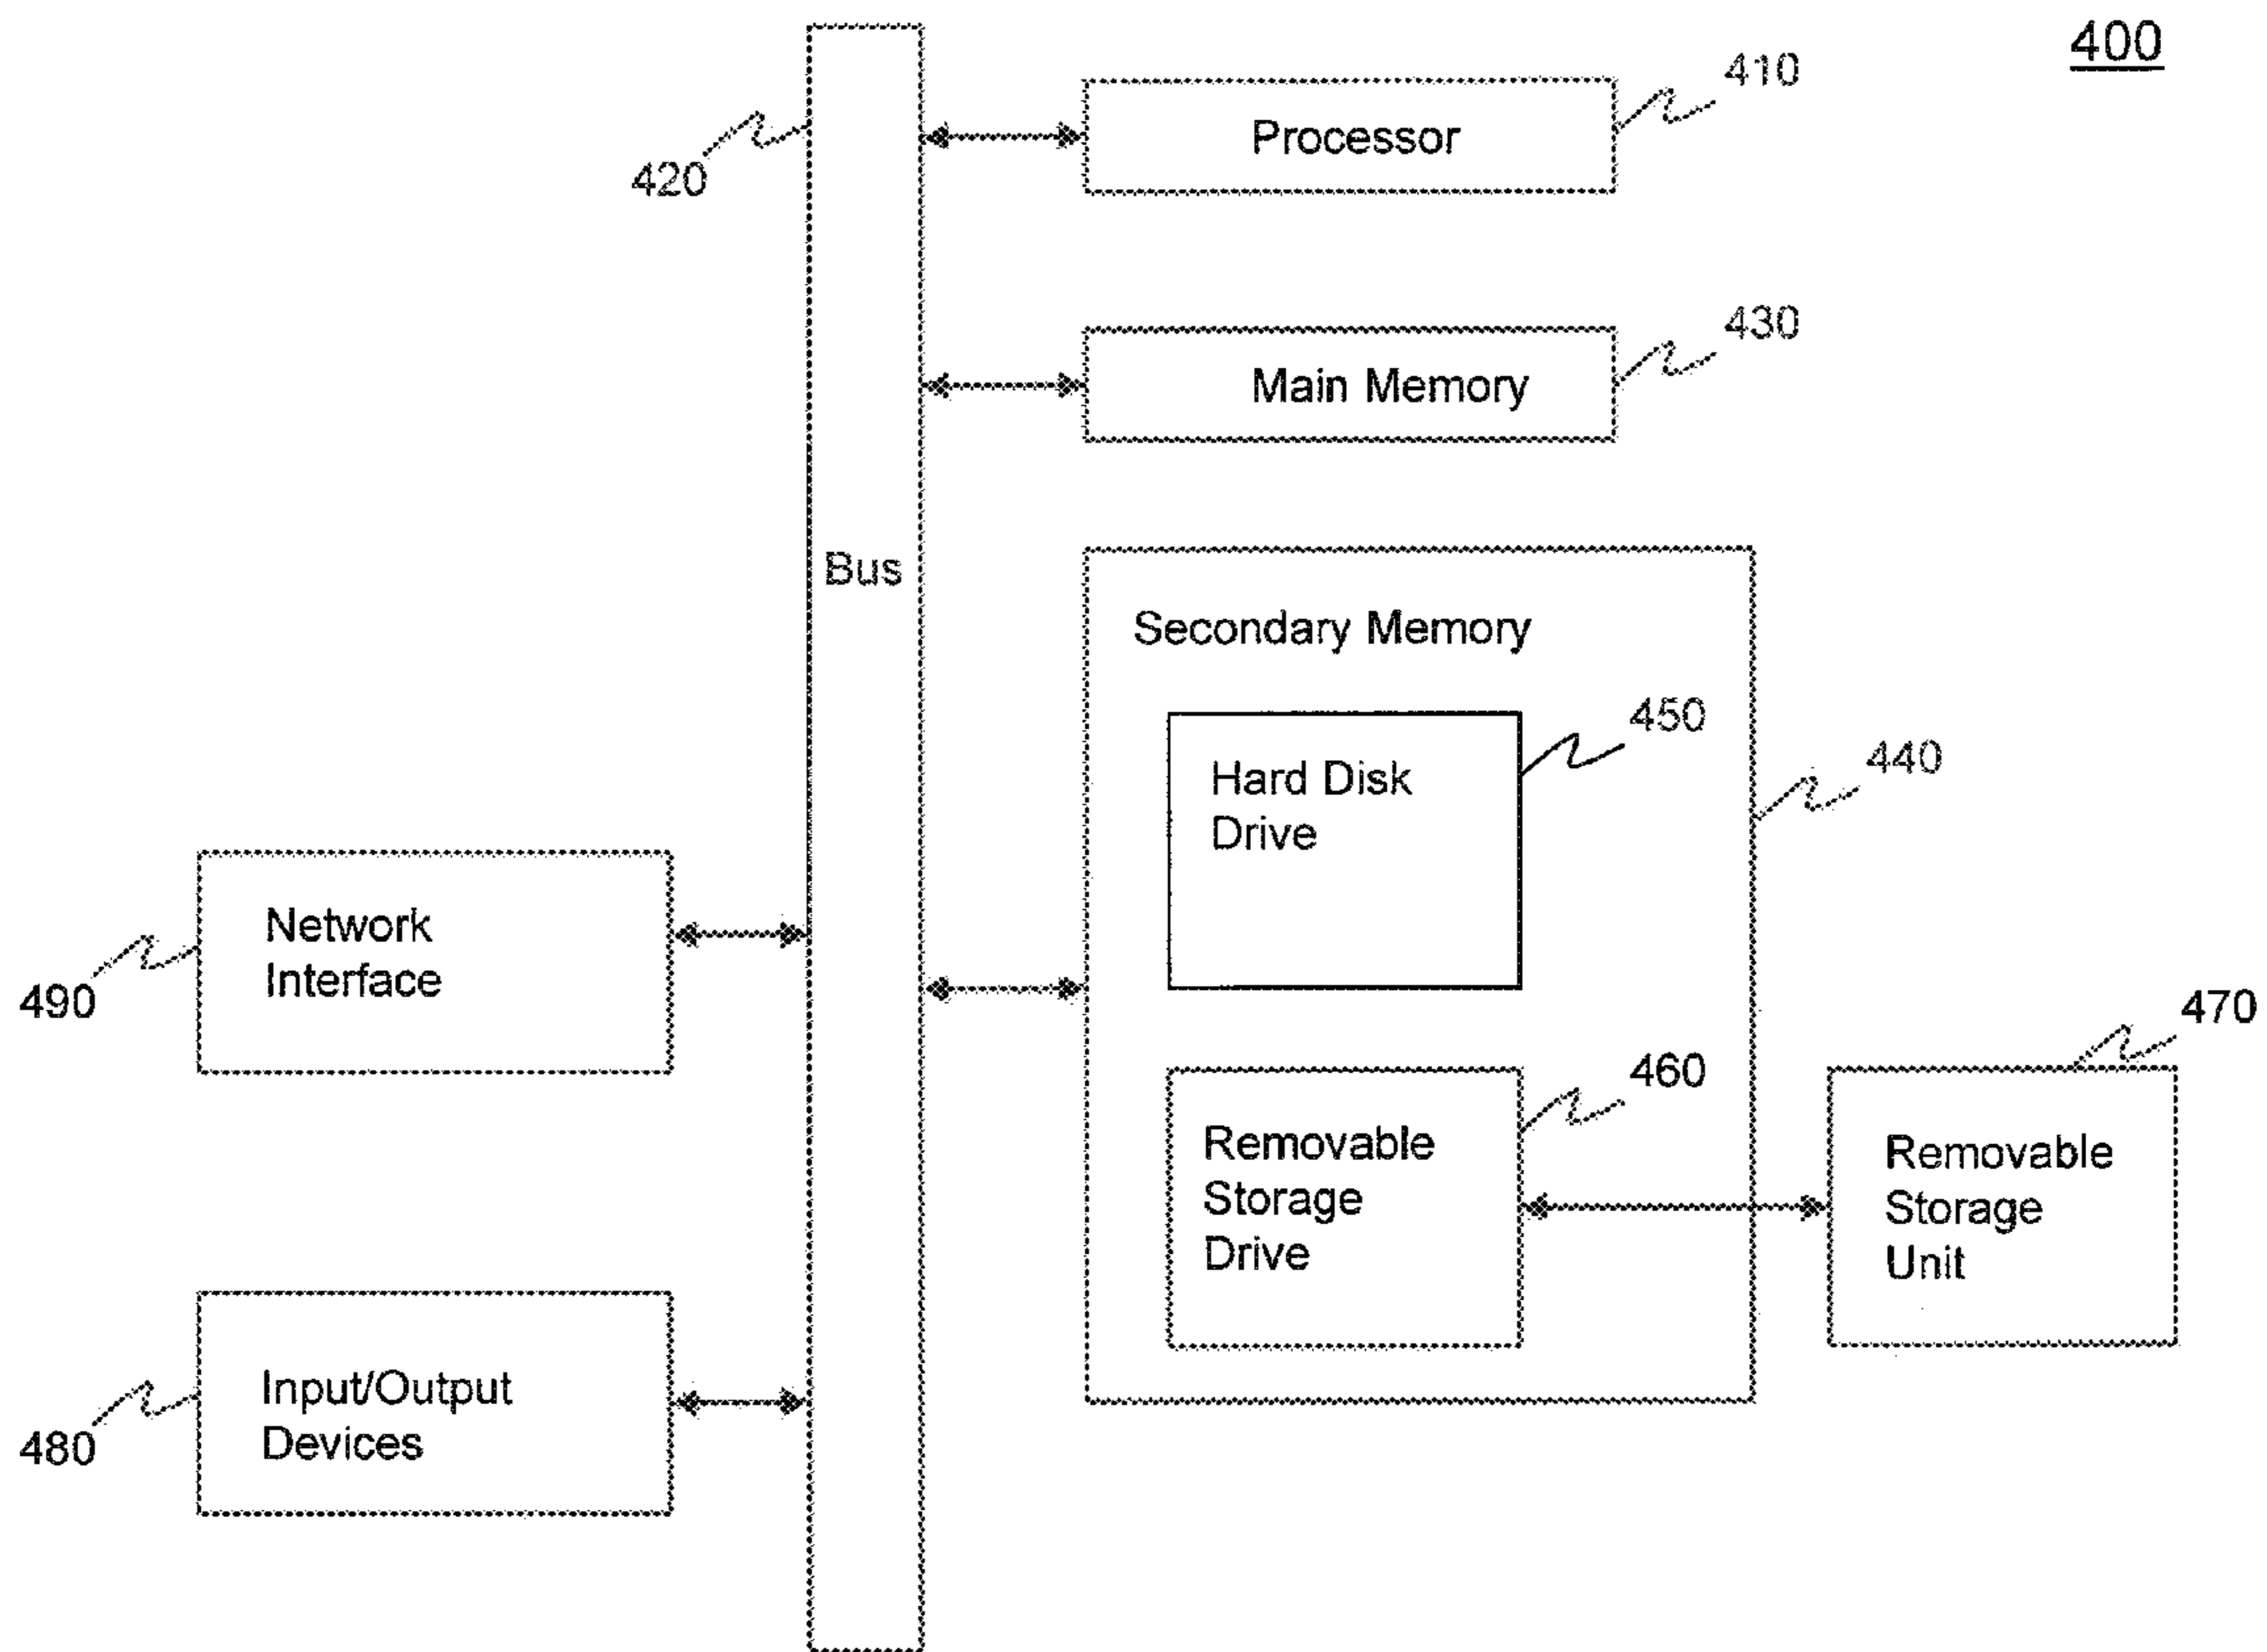 400
410
Processor
420
430
Main Memory
Bus
Secondary Memory
450
Hard Disk
Drive
440
Network
Interface
490
470
460
Removable
Storage
Drive
Removable
Storage
Unit
Input/Output
Devices
480